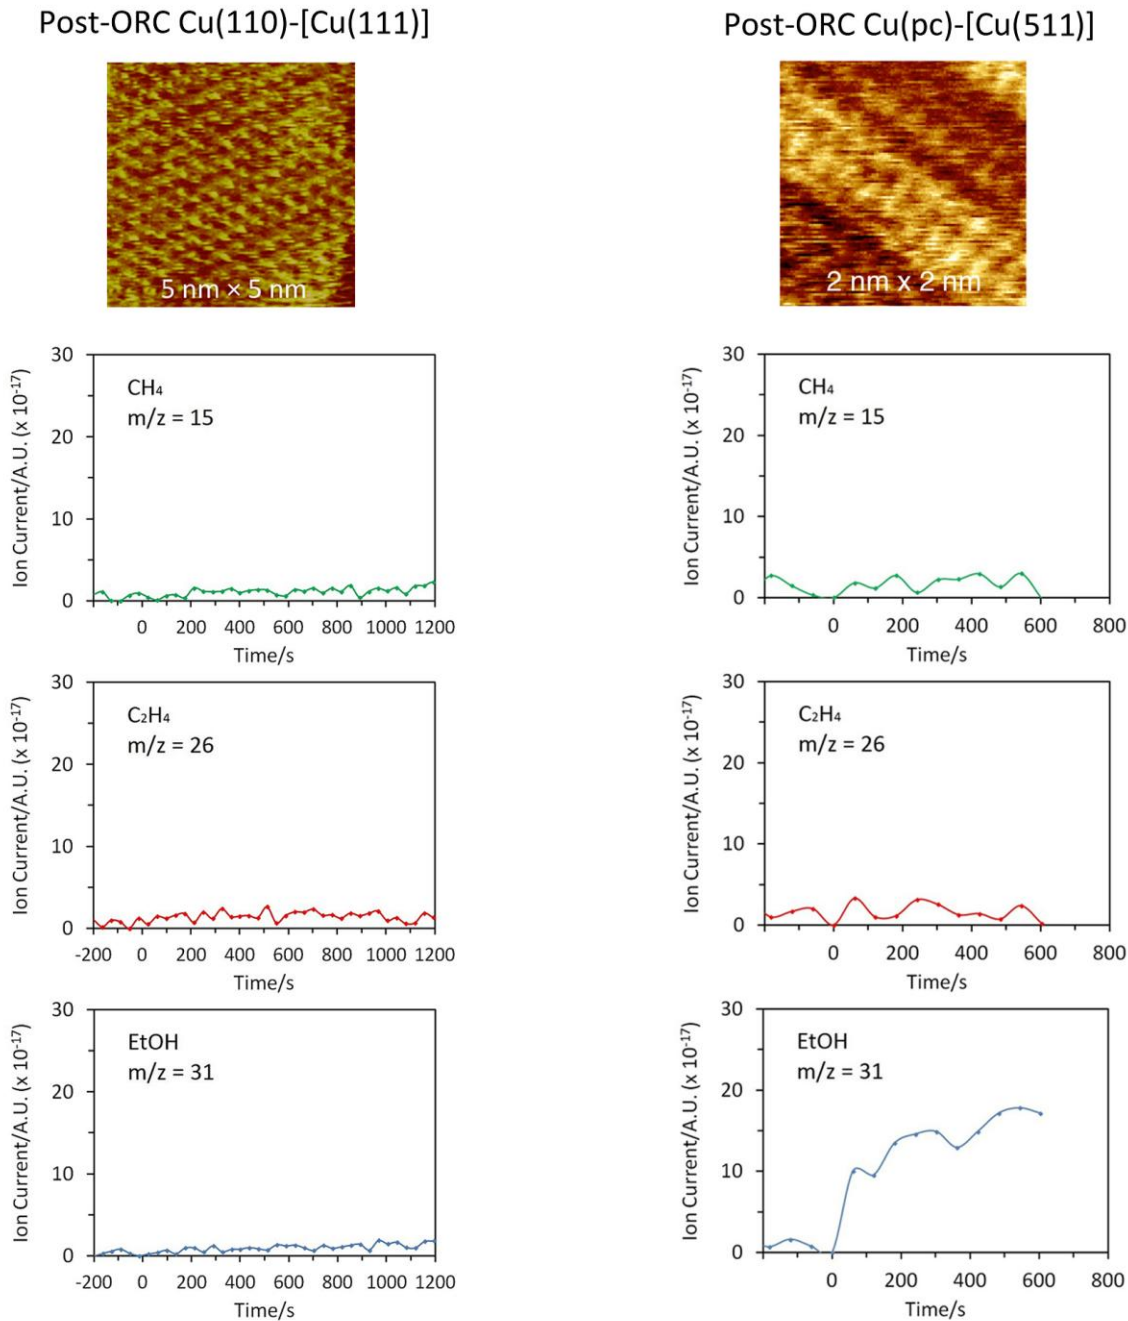 Post-ORC Cu(110)-[Cu(111)]
5 nm × 5 nm
30
20
10
0
Ion Current/A.U. (x 10⁻¹⁷)
CH₄
m/z = 15
0 200 400 600 800 1000 1200
Time/s
30
20
10
0
Ion Current/A.U. (x 10⁻¹⁷)
C₂H₄
m/z = 26
-200 0 200 400 600 800 1000 1200
Time/s
30
20
10
0
Ion Current/A.U. (x 10⁻¹⁷)
EtOH
m/z = 31
-200 0 200 400 600 800 1000 1200
Time/s
Post-ORC Cu(pc)-[Cu(511)]
2 nm x 2 nm
30
20
10
0
Ion Current/A.U. (x 10⁻¹⁷)
CH₄
m/z = 15
0 200 400 600 800
Time/s
30
20
10
0
Ion Current/A.U. (x 10⁻¹⁷)
C₂H₄
m/z = 26
0 200 400 600 800
Time/s
30
20
10
0
Ion Current/A.U. (x 10⁻¹⁷)
EtOH
m/z = 31
0 200 400 600 800
Time/s